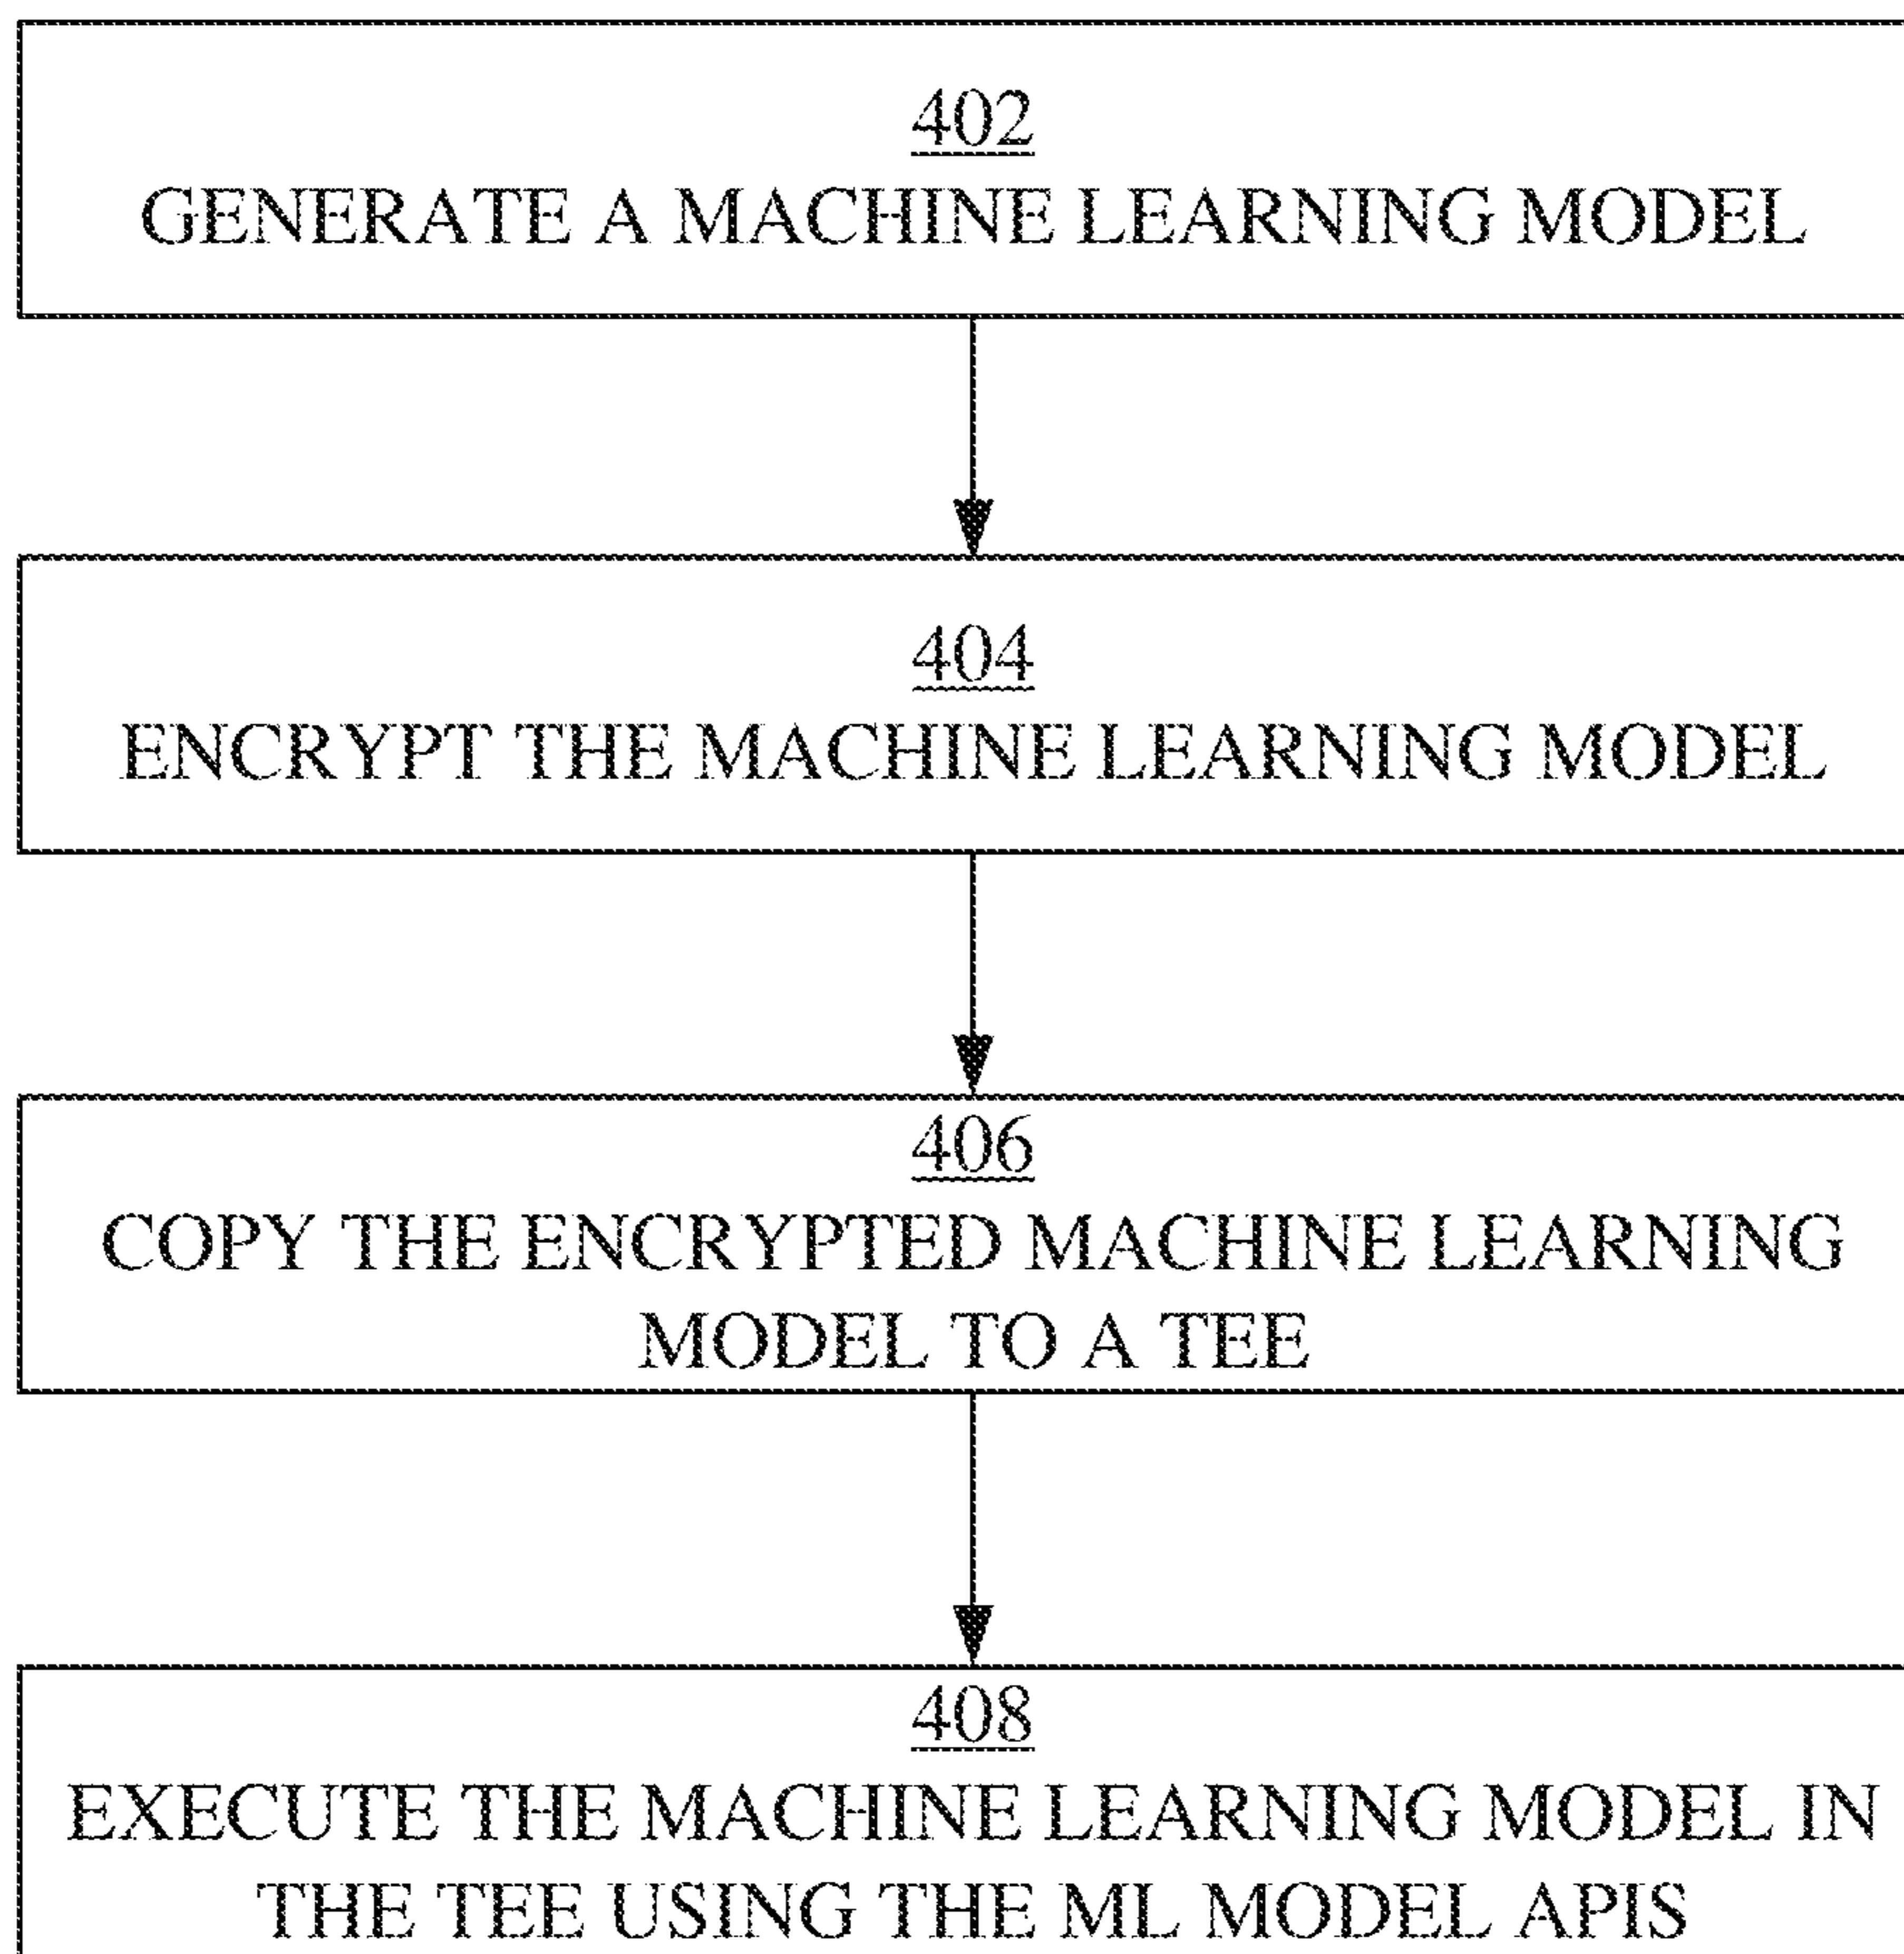 402
GENERATE A MACHINE LEARNING MODEL
404
ENCRYPT THE MACHINE LEARNING MODEL
406
COPY THE ENCRYPTED MACHINE LEARNING
MODEL TO A TEE
408
EXECUTE THE MACHINE LEARNING MODEL IN
THE TEE USING THE ML MODEL APIS